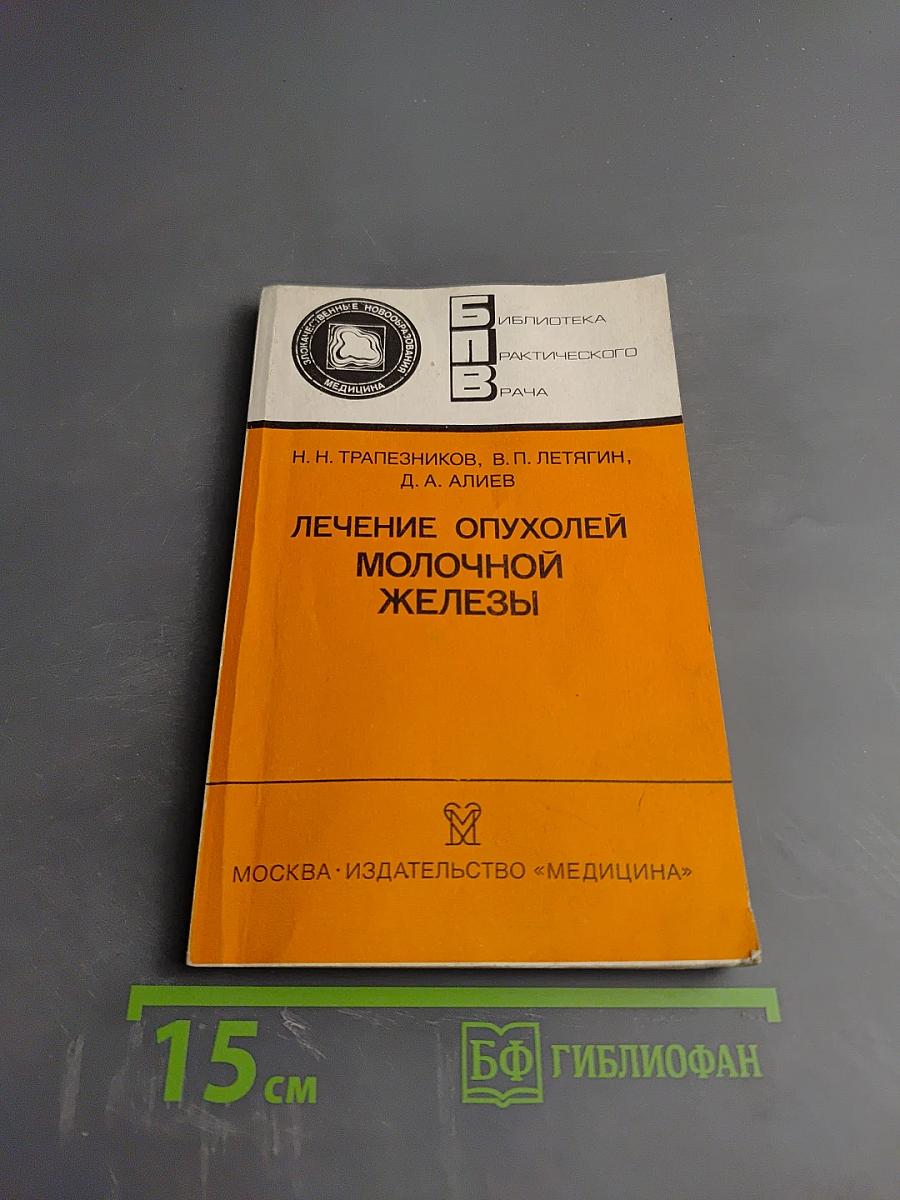 ЗЛОКАЧЕСТВЕННЫЕ НОВООБРАЗОВАНИЯ
МЕДИЦИНА
БИБЛИОТЕКА
ПРАКТИЧЕСКОГО
ВРАЧА
Н. Н. ТРАПЕЗНИКОВ, В. П. ЛЕТЯГИН,
Д. А. АЛИЕВ
ЛЕЧЕНИЕ ОПУХОЛЕЙ
МОЛОЧНОЙ
ЖЕЛЕЗЫ
МОСКВА · ИЗДАТЕЛЬСТВО «МЕДИЦИНА»
15 см
БФ ГИБЛИОФАН